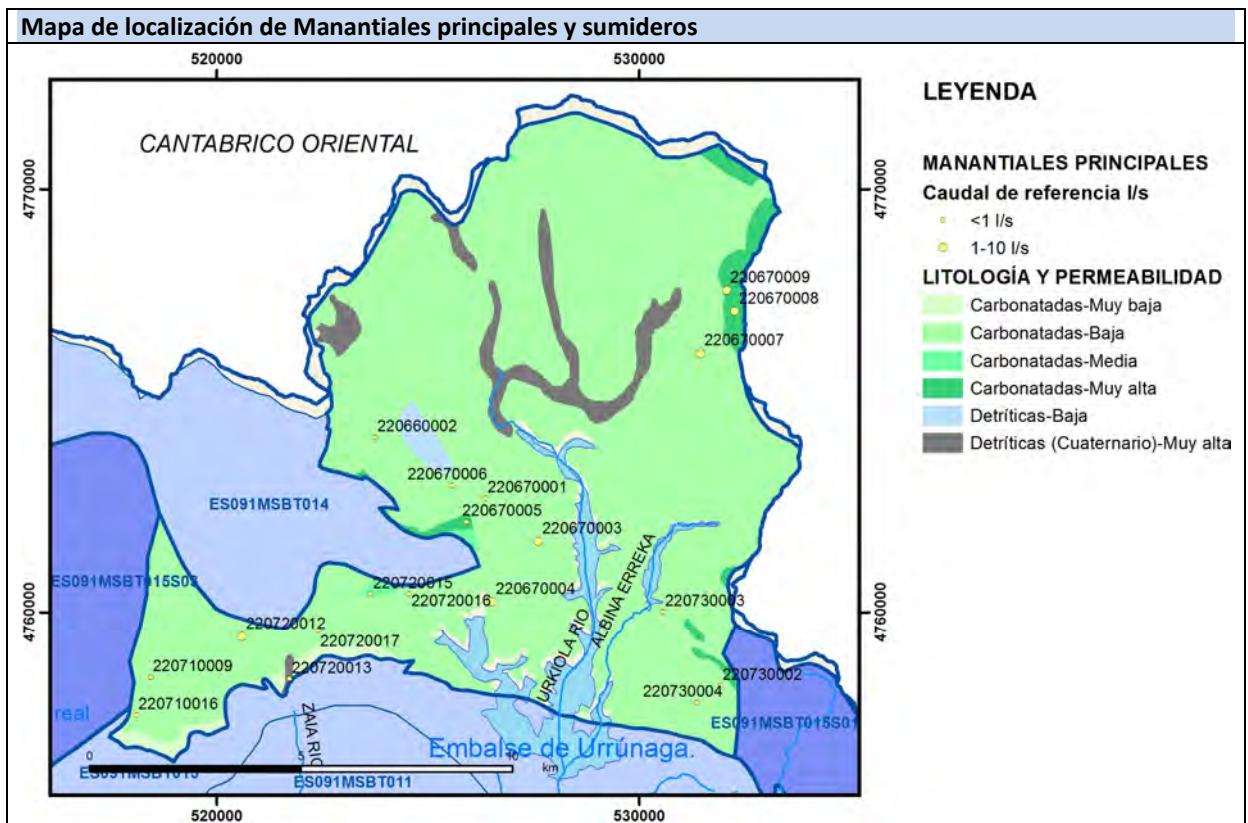 Mapa de localización de Manantiales principales y sumideros
520000
530000
LEYENDA
CANTABRICO ORIENTAL
MANANTIALES PRINCIPALES
Caudal de referencia l/s
<1 l/s
1-10 l/s
LITOLOGÍA Y PERMEABILIDAD
Carbonatadas-Muy baja
Carbonatadas-Baja
Carbonatadas-Media
Carbonatadas-Muy alta
Detríticas-Baja
Detríticas (Cuaternario)-Muy alta
4770000
4770000
220670009
220670008
220670007
220660002
220670006
220670001
220670005
220670003
ES091MSBT014
ES091MSBT015S03
220720015
220720016
220670004
220730003
4760000
4760000
220720012
220720017
220710009
220720013
220730002
220730004
220710016
URKIOLA RIO
ALBINA ERREKA
ZAIA RIO
real
ES091MSBT015S01
Embalse de Urrúnaga.
0
5
10
km
ES091MSBT011
520000
530000